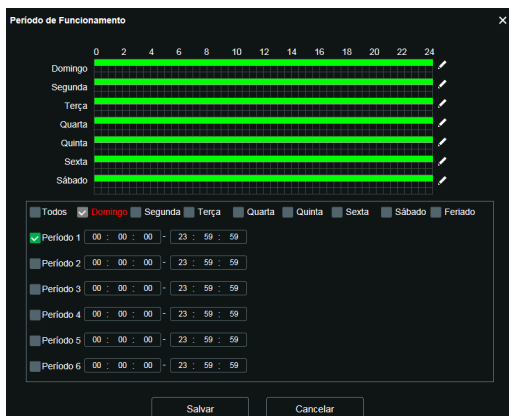 Período de Funcionamento
0 2 4 6 8 10 12 14 16 18 20 22 24
Domingo
Segunda
Terça
Quarta
Quinta
Sexta
Sábado
Todos Domingo Segunda Terça Quarta Quinta Sexta Sábado Feriado
Período 1 00 : 00 : 00 - 23 : 59 : 59
Período 2 00 : 00 : 00 - 23 : 59 : 59
Período 3 00 : 00 : 00 - 23 : 59 : 59
Período 4 00 : 00 : 00 - 23 : 59 : 59
Período 5 00 : 00 : 00 - 23 : 59 : 59
Período 6 00 : 00 : 00 - 23 : 59 : 59
Salvar Cancelar